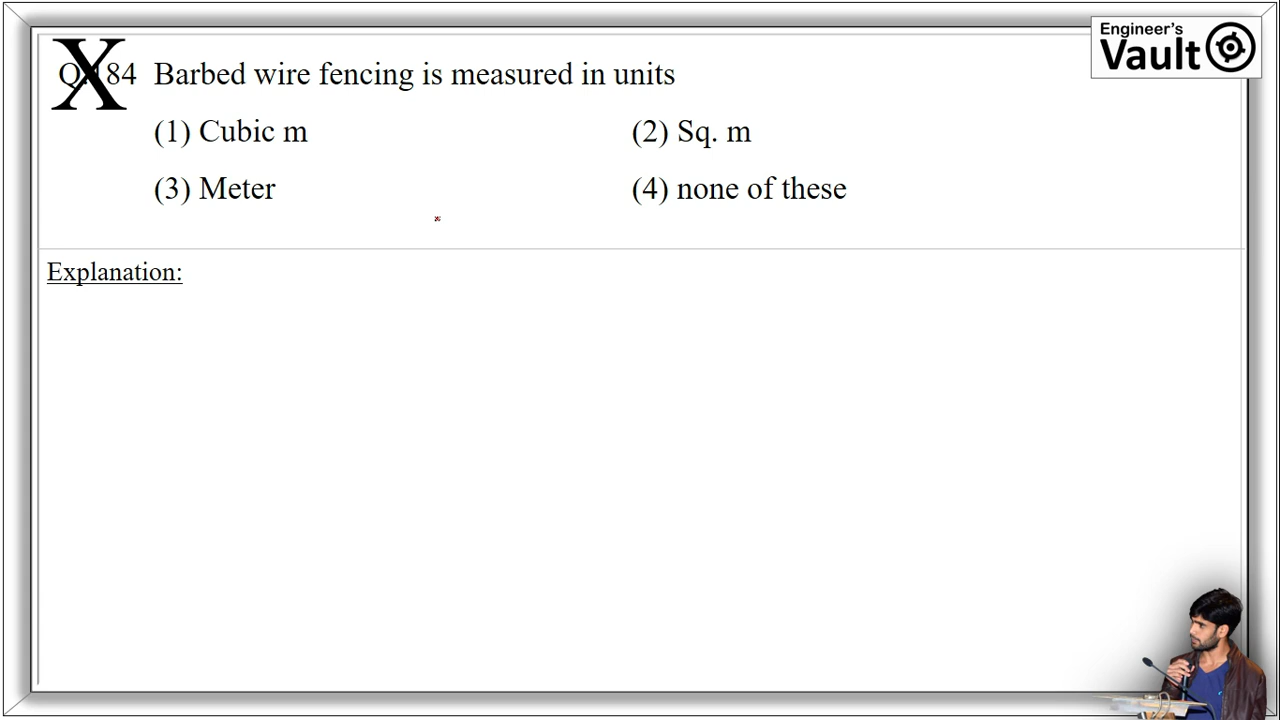 Engineer's
Vault
X
Q.184 Barbed wire fencing is measured in units
(1) Cubic m (2) Sq. m
(3) Meter (4) none of these
Explanation: